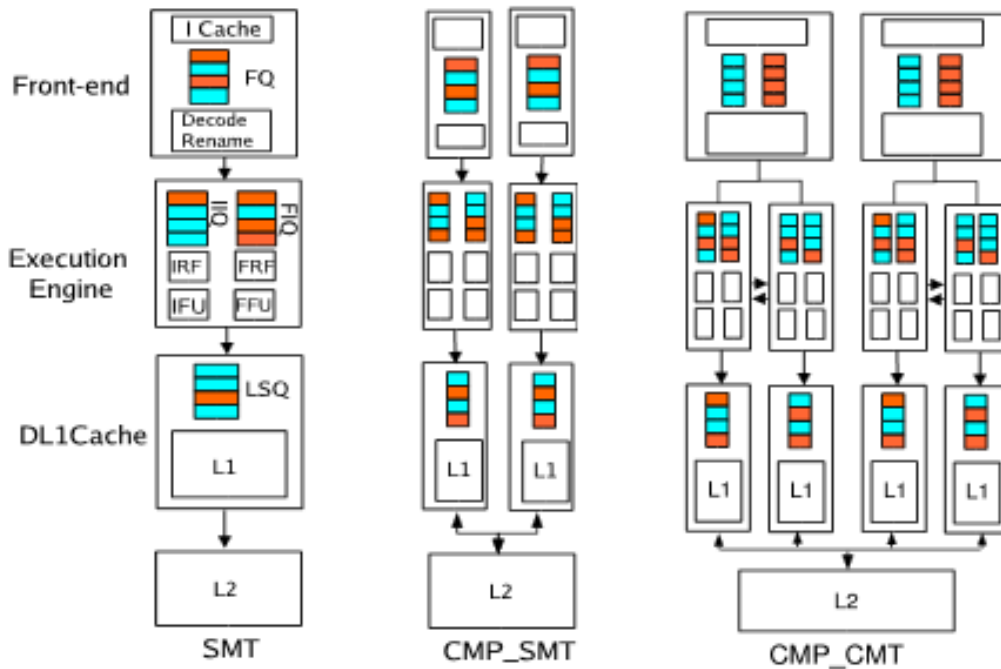 I Cache
FQ
Front-end
Decode
Rename
IIQ
FIQ
Execution
Engine
IRF
FRF
IFU
FFU
LSQ
DL1Cache
L1
L1
L1
L1
L1
L1
L1
L2
L2
L2
SMT
CMP_SMT
CMP_CMT